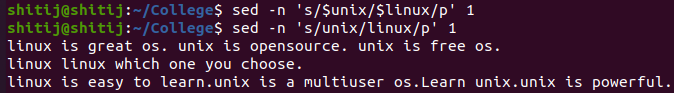 shitij@shitij:~/College$ sed -n 's/$unix/$linux/p' 1
shitij@shitij:~/College$ sed -n 's/unix/linux/p' 1
linux is great os. unix is opensource. unix is free os.
linux linux which one you choose.
linux is easy to learn.unix is a multiuser os.Learn unix.unix is powerful.